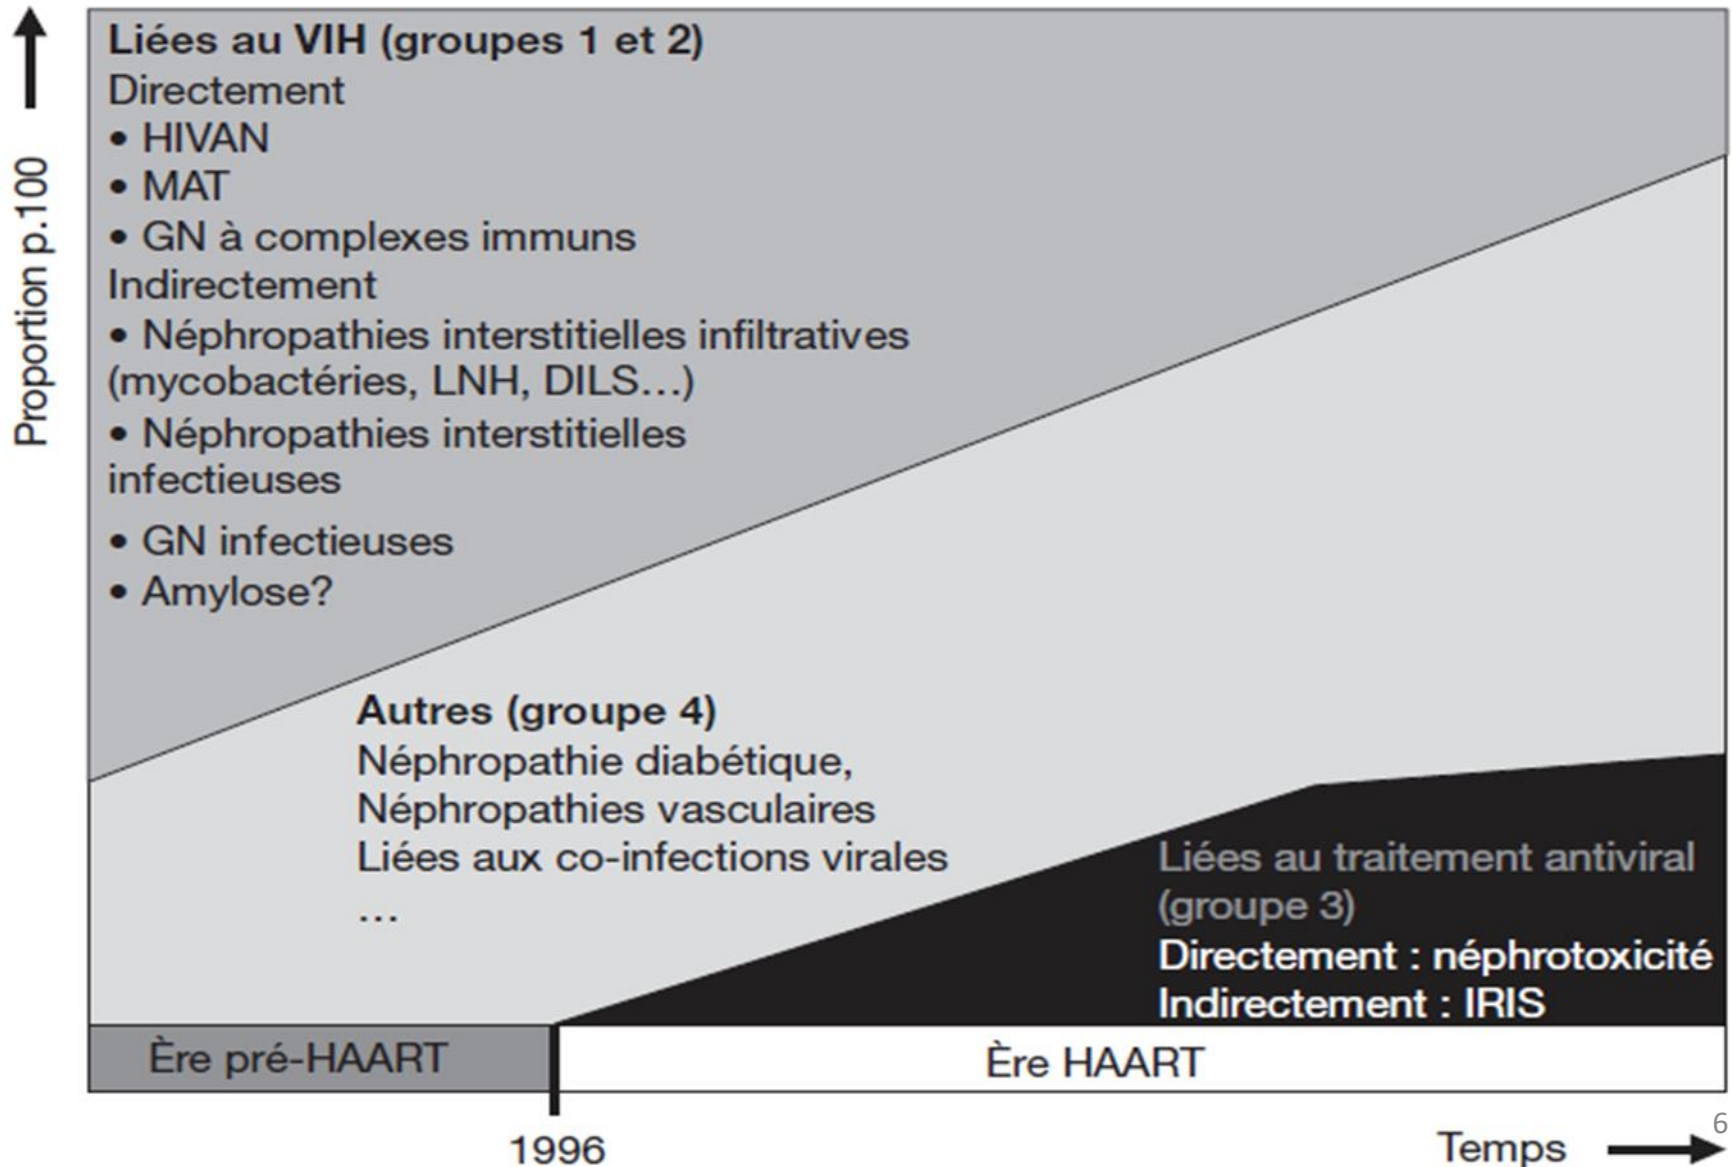 Proportion p.100
Liées au VIH (groupes 1 et 2)
Directement
• HIVAN
• MAT
• GN à complexes immuns
Indirectement
• Néphropathies interstitielles infiltratives
(mycobactéries, LNH, DILS...)
• Néphropathies interstitielles
infectieuses
• GN infectieuses
• Amylose?
Autres (groupe 4)
Néphropathie diabétique,
Néphropathies vasculaires
Liées aux co-infections virales
...
Liées au traitement antiviral
(groupe 3)
Directement : néphrotoxicité
Indirectement : IRIS
Ère pré-HAART
Ère HAART
1996
Temps
6